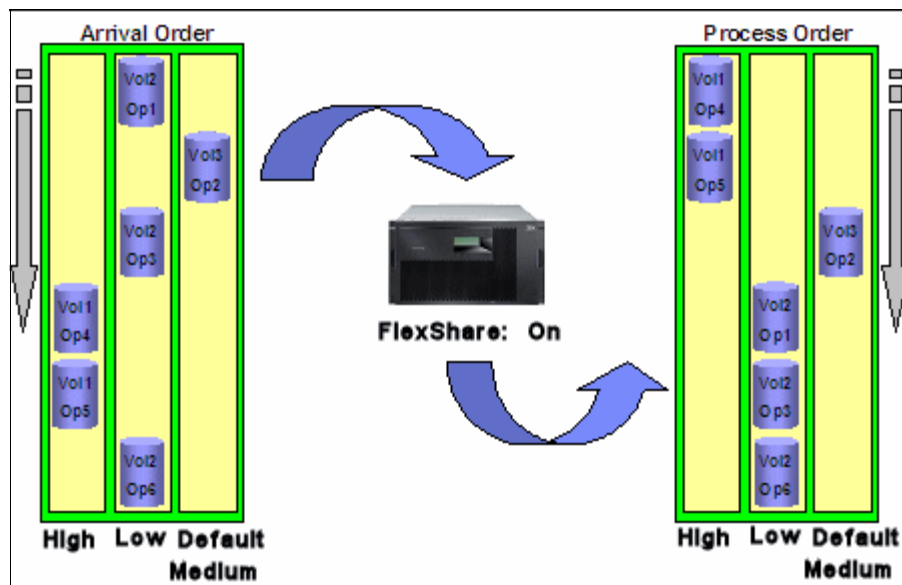 Arrival Order
Vol2
Op1
Vol3
Op2
Vol2
Op3
Vol1
Op4
Vol1
Op5
Vol2
Op6
High Low Default
Medium
FlexShare: On
Process Order
Vol1
Op4
Vol1
Op5
Vol3
Op2
Vol2
Op1
Vol2
Op3
Vol2
Op6
High Low Default
Medium